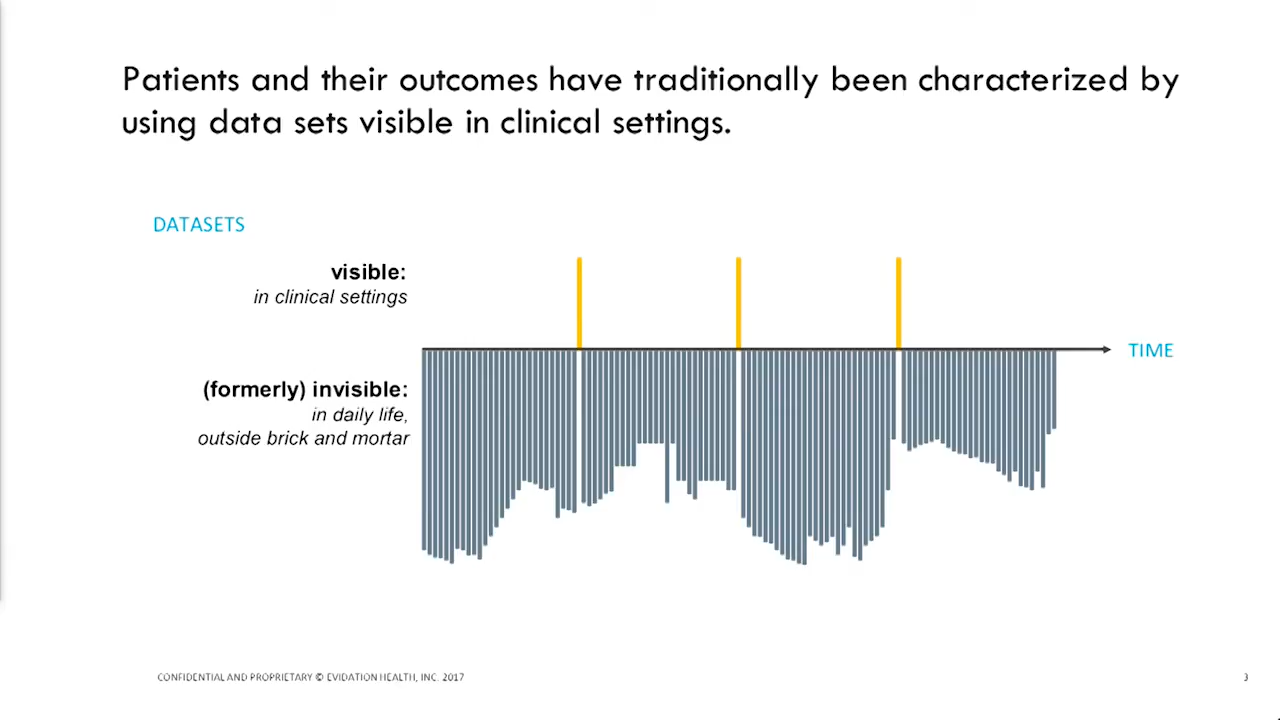 Patients and their outcomes have traditionally been characterized by
using data sets visible in clinical settings.
DATASETS
visible:
in clinical settings
TIME
(formerly) invisible:
in daily life,
outside brick and mortar
CONFIDENTIAL AND PROPRIETARY © EVIDATION HEALTH, INC. 2017
3